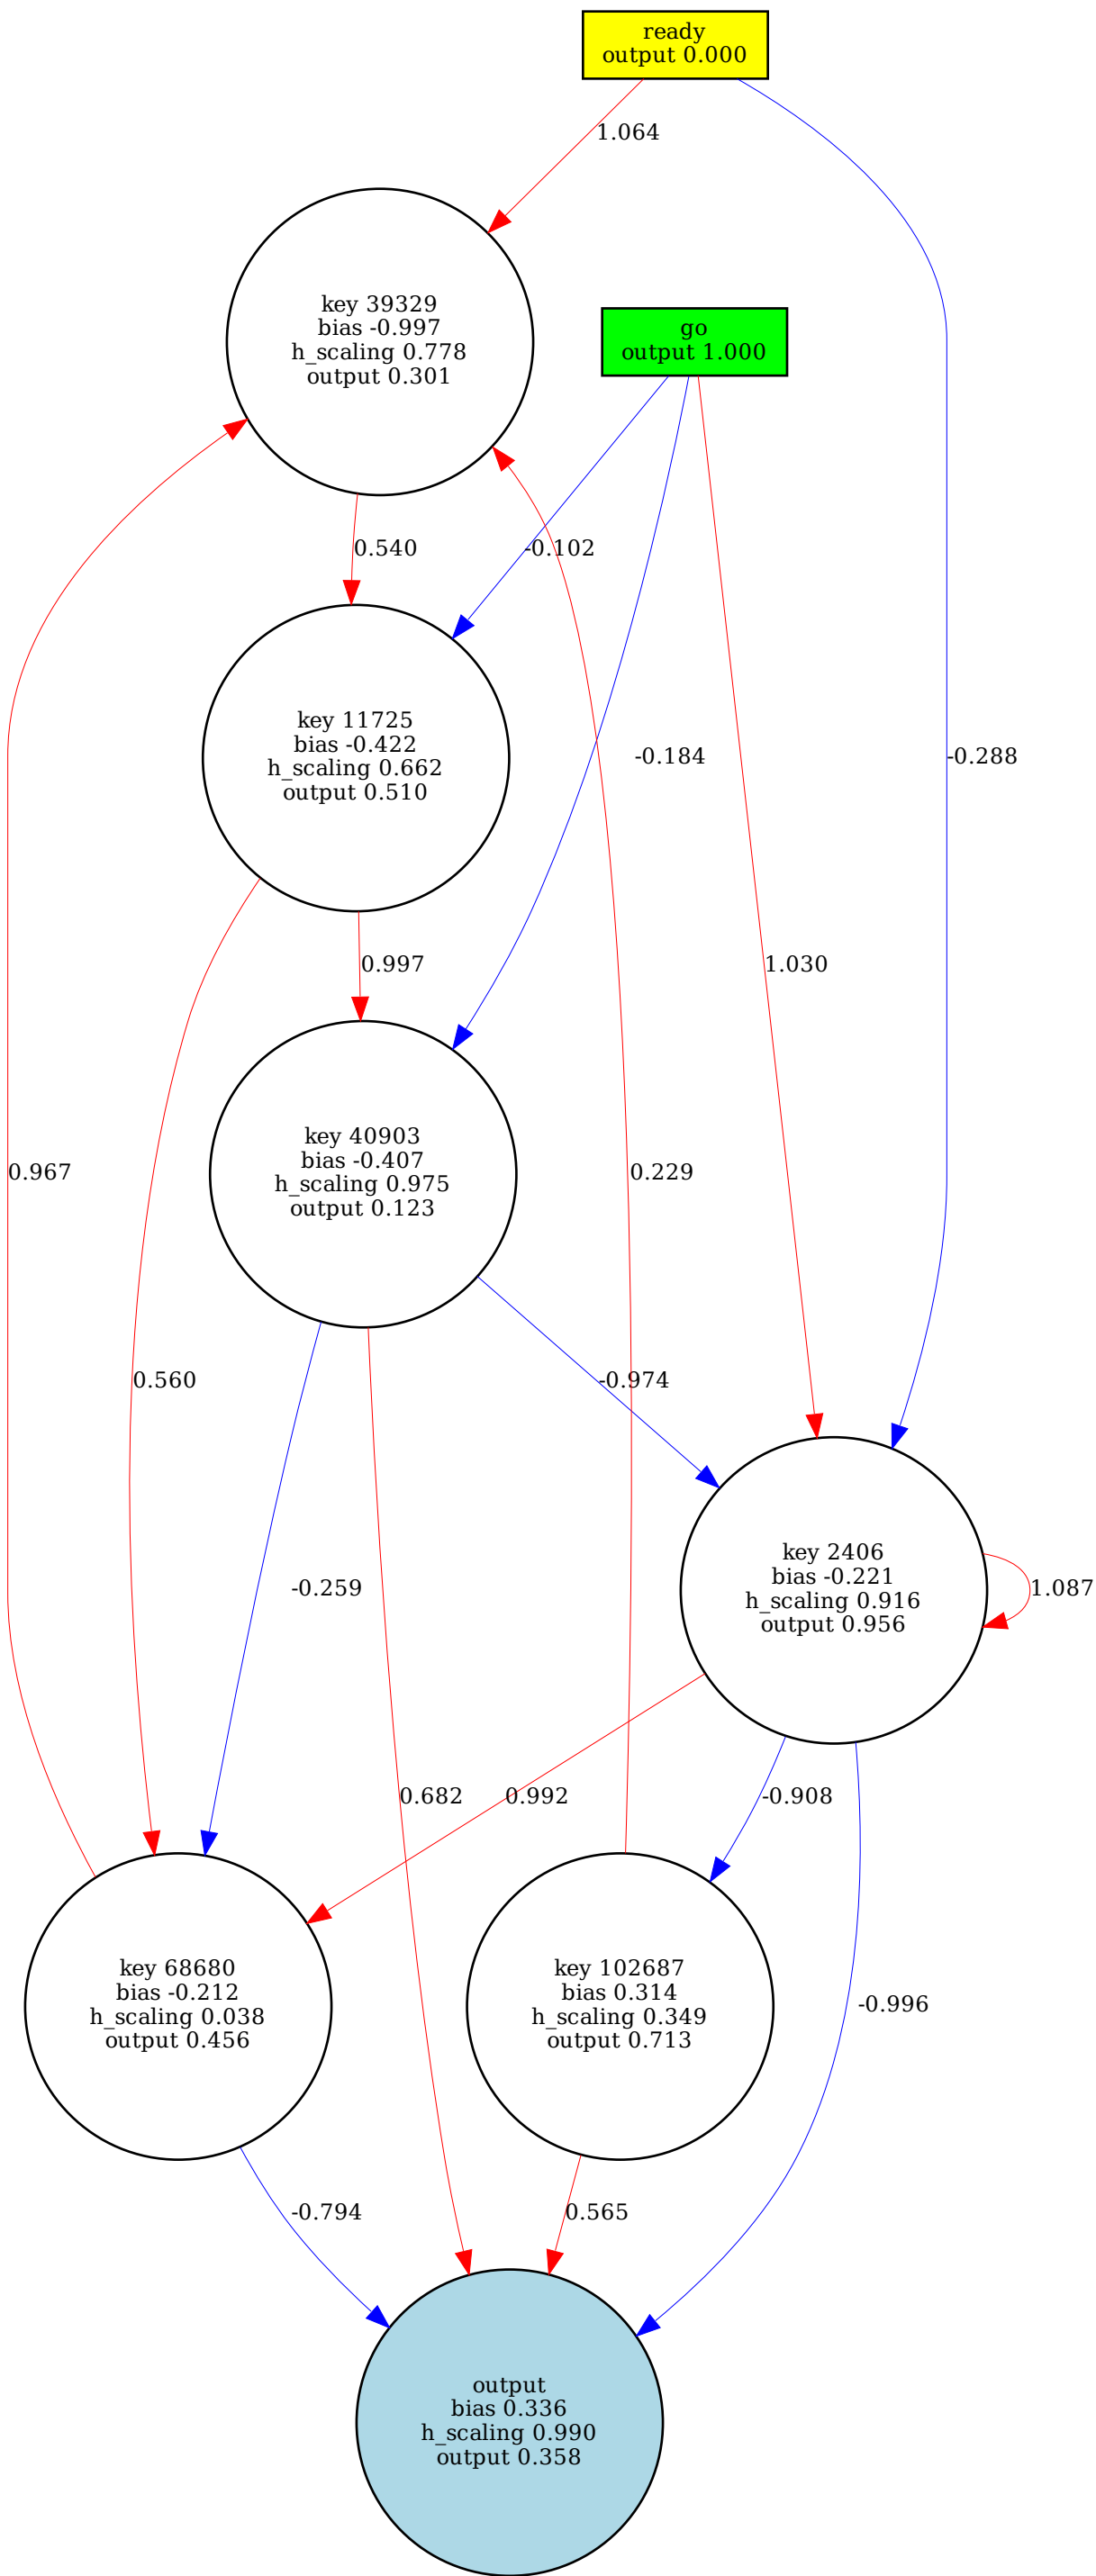 ready
output 0.000
1.064
key 39329
bias -0.997
h_scaling 0.778
output 0.301
go
output 1.000
0.540
-0.102
key 11725
bias -0.422
h_scaling 0.662
output 0.510
-0.184
-0.288
0.997
1.030
key 40903
bias -0.407
h_scaling 0.975
output 0.123
0.967
0.229
0.560
-0.974
key 2406
bias -0.221
h_scaling 0.916
output 0.956
-0.259
1.087
0.682
0.992
-0.908
key 68680
bias -0.212
h_scaling 0.038
output 0.456
key 102687
bias 0.314
h_scaling 0.349
output 0.713
-0.996
-0.794
0.565
output
bias 0.336
h_scaling 0.990
output 0.358